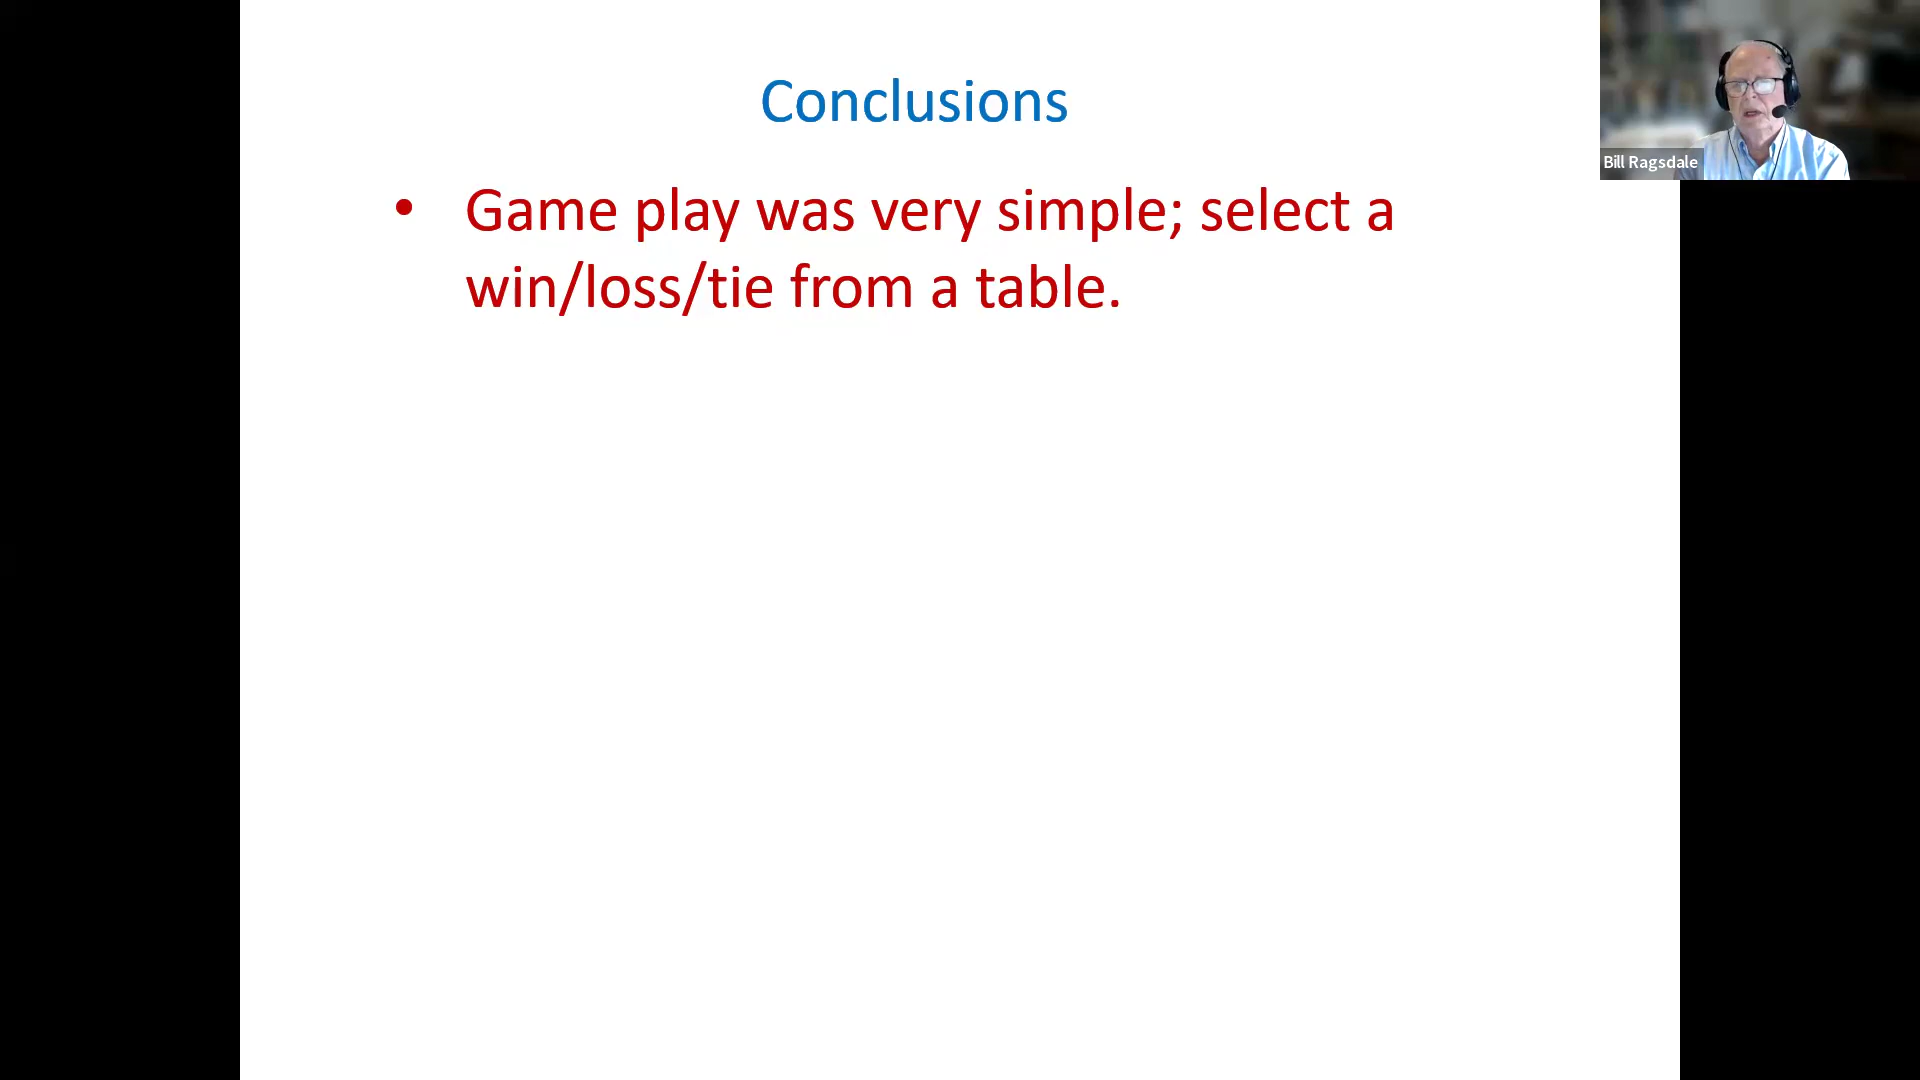 Conclusions
• Game play was very simple; select a
win/loss/tie from a table.
Bill Ragsdale